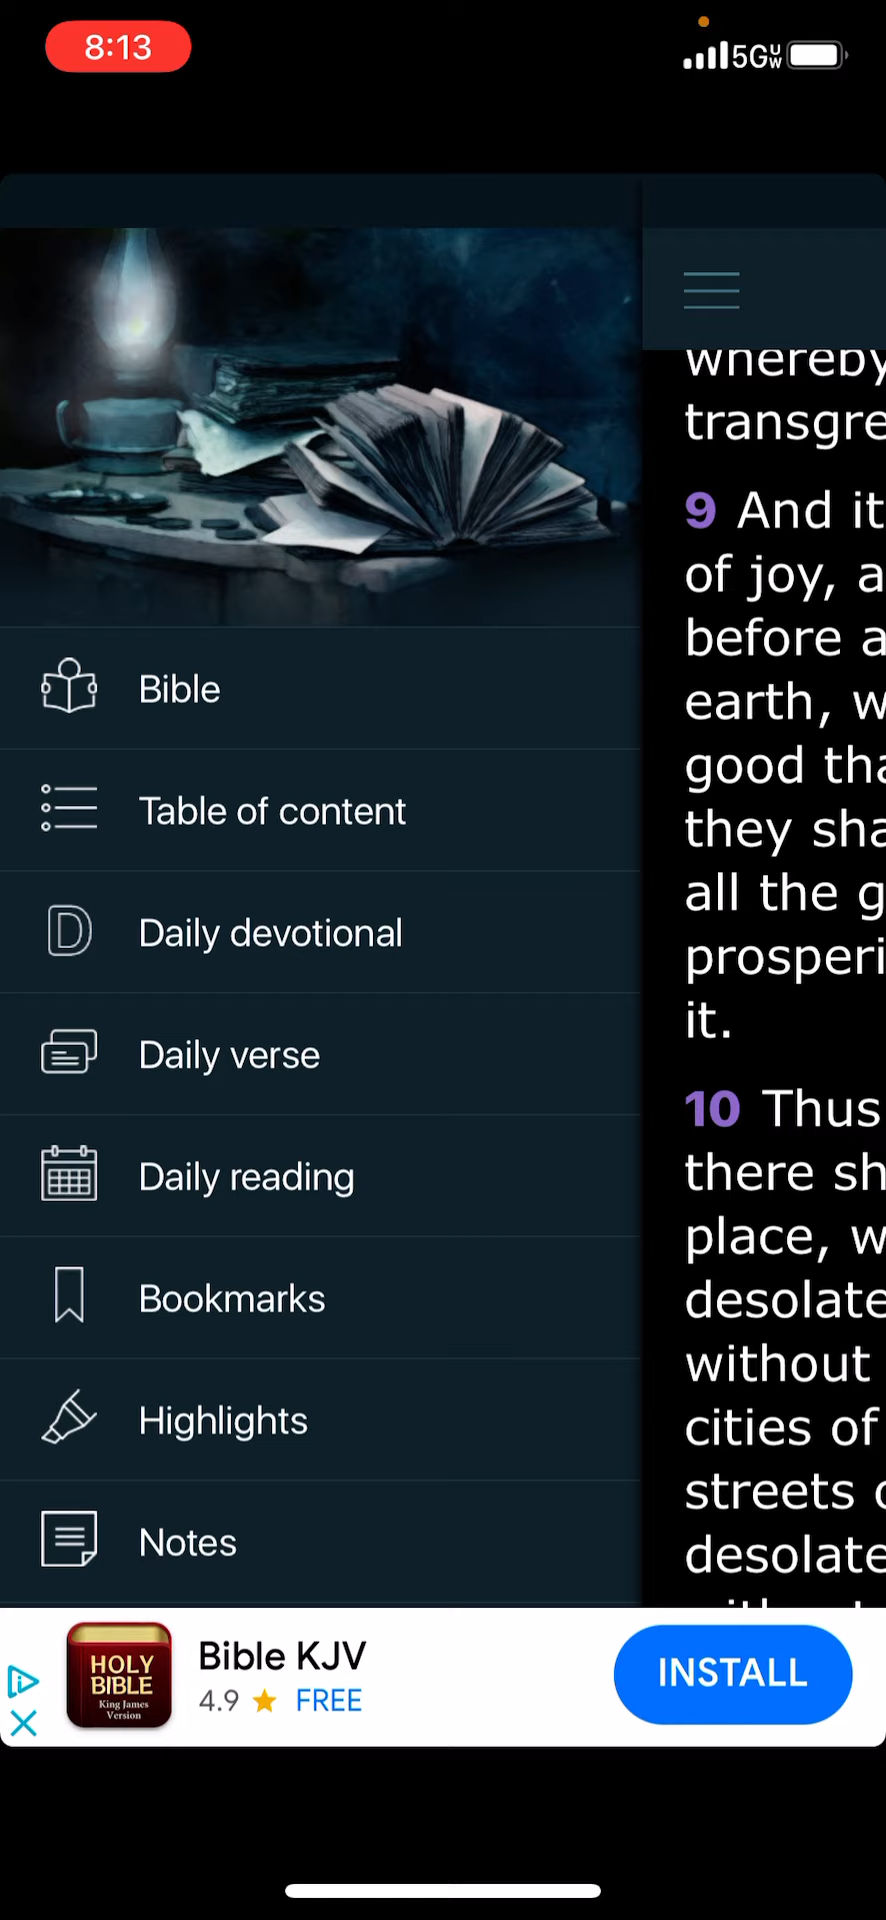 8:13
5G UW
whereby
transgre
9 And it
of joy, a
before a
earth, w
good tha
they sha
all the g
prosperi
it.
10 Thus
there sh
place, w
desolate
without
cities of
streets o
desolate
Bible
Table of content
Daily devotional
Daily verse
Daily reading
Bookmarks
Highlights
Notes
HOLY
BIBLE
King James
Version
Bible KJV
4.9 ★ FREE
INSTALL